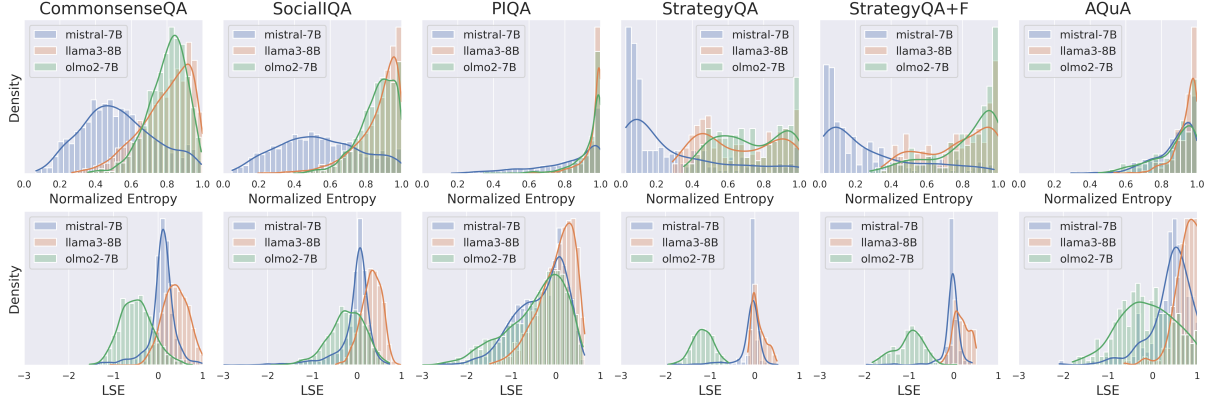 CommonsenseQA SocialIQA PIQA StrategyQA StrategyQA+F AQuA
mistral-7B mistral-7B mistral-7B mistral-7B mistral-7B mistral-7B
llama3-8B llama3-8B llama3-8B llama3-8B llama3-8B llama3-8B
olmo2-7B olmo2-7B olmo2-7B olmo2-7B olmo2-7B olmo2-7B
Density
0.0 0.2 0.4 0.6 0.8 1.0 0.0 0.2 0.4 0.6 0.8 1.0 0.0 0.2 0.4 0.6 0.8 1.0 0.0 0.2 0.4 0.6 0.8 1.0 0.0 0.2 0.4 0.6 0.8 1.0 0.0 0.2 0.4 0.6 0.8 1.0
Normalized Entropy Normalized Entropy Normalized Entropy Normalized Entropy Normalized Entropy Normalized Entropy
mistral-7B mistral-7B mistral-7B mistral-7B mistral-7B mistral-7B
llama3-8B llama3-8B llama3-8B llama3-8B llama3-8B llama3-8B
olmo2-7B olmo2-7B olmo2-7B olmo2-7B olmo2-7B olmo2-7B
Density
−3 −2 −1 0 1 −3 −2 −1 0 1 −3 −2 −1 0 1 −3 −2 −1 0 1 −3 −2 −1 0 1 −3 −2 −1 0 1
LSE LSE LSE LSE LSE LSE